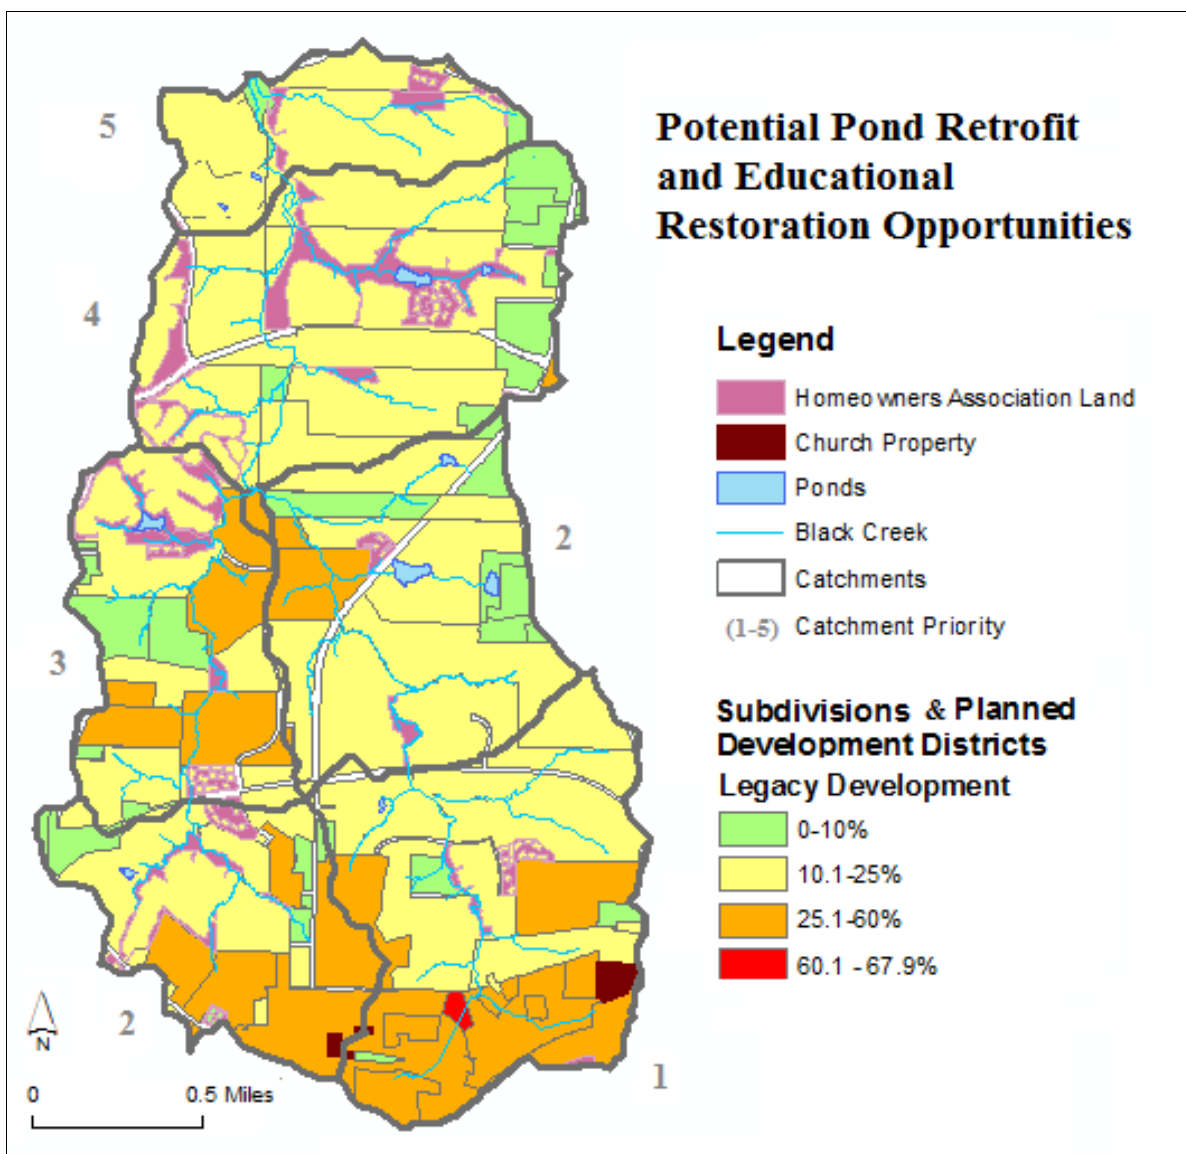 Potential Pond Retrofit
and Educational
Restoration Opportunities
5
4
2
3
2
1
Legend
Homeowners Association Land
Church Property
Ponds
Black Creek
Catchments
(1-5) Catchment Priority
Subdivisions & Planned
Development Districts
Legacy Development
0-10%
10.1-25%
25.1-60%
60.1 - 67.9%
N
0 0.5 Miles